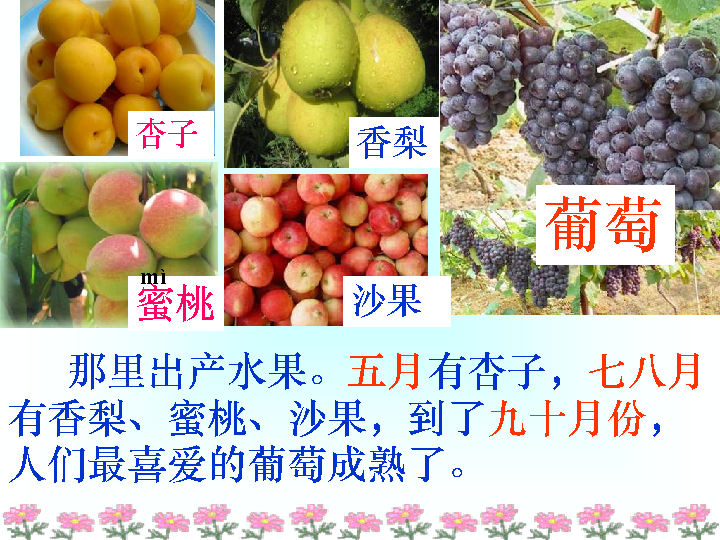 杏子
香梨
葡萄
mì
蜜桃
沙果
那里出产水果。五月有杏子，七八月
有香梨、蜜桃、沙果，到了九十月份，
人们最喜爱的葡萄成熟了。